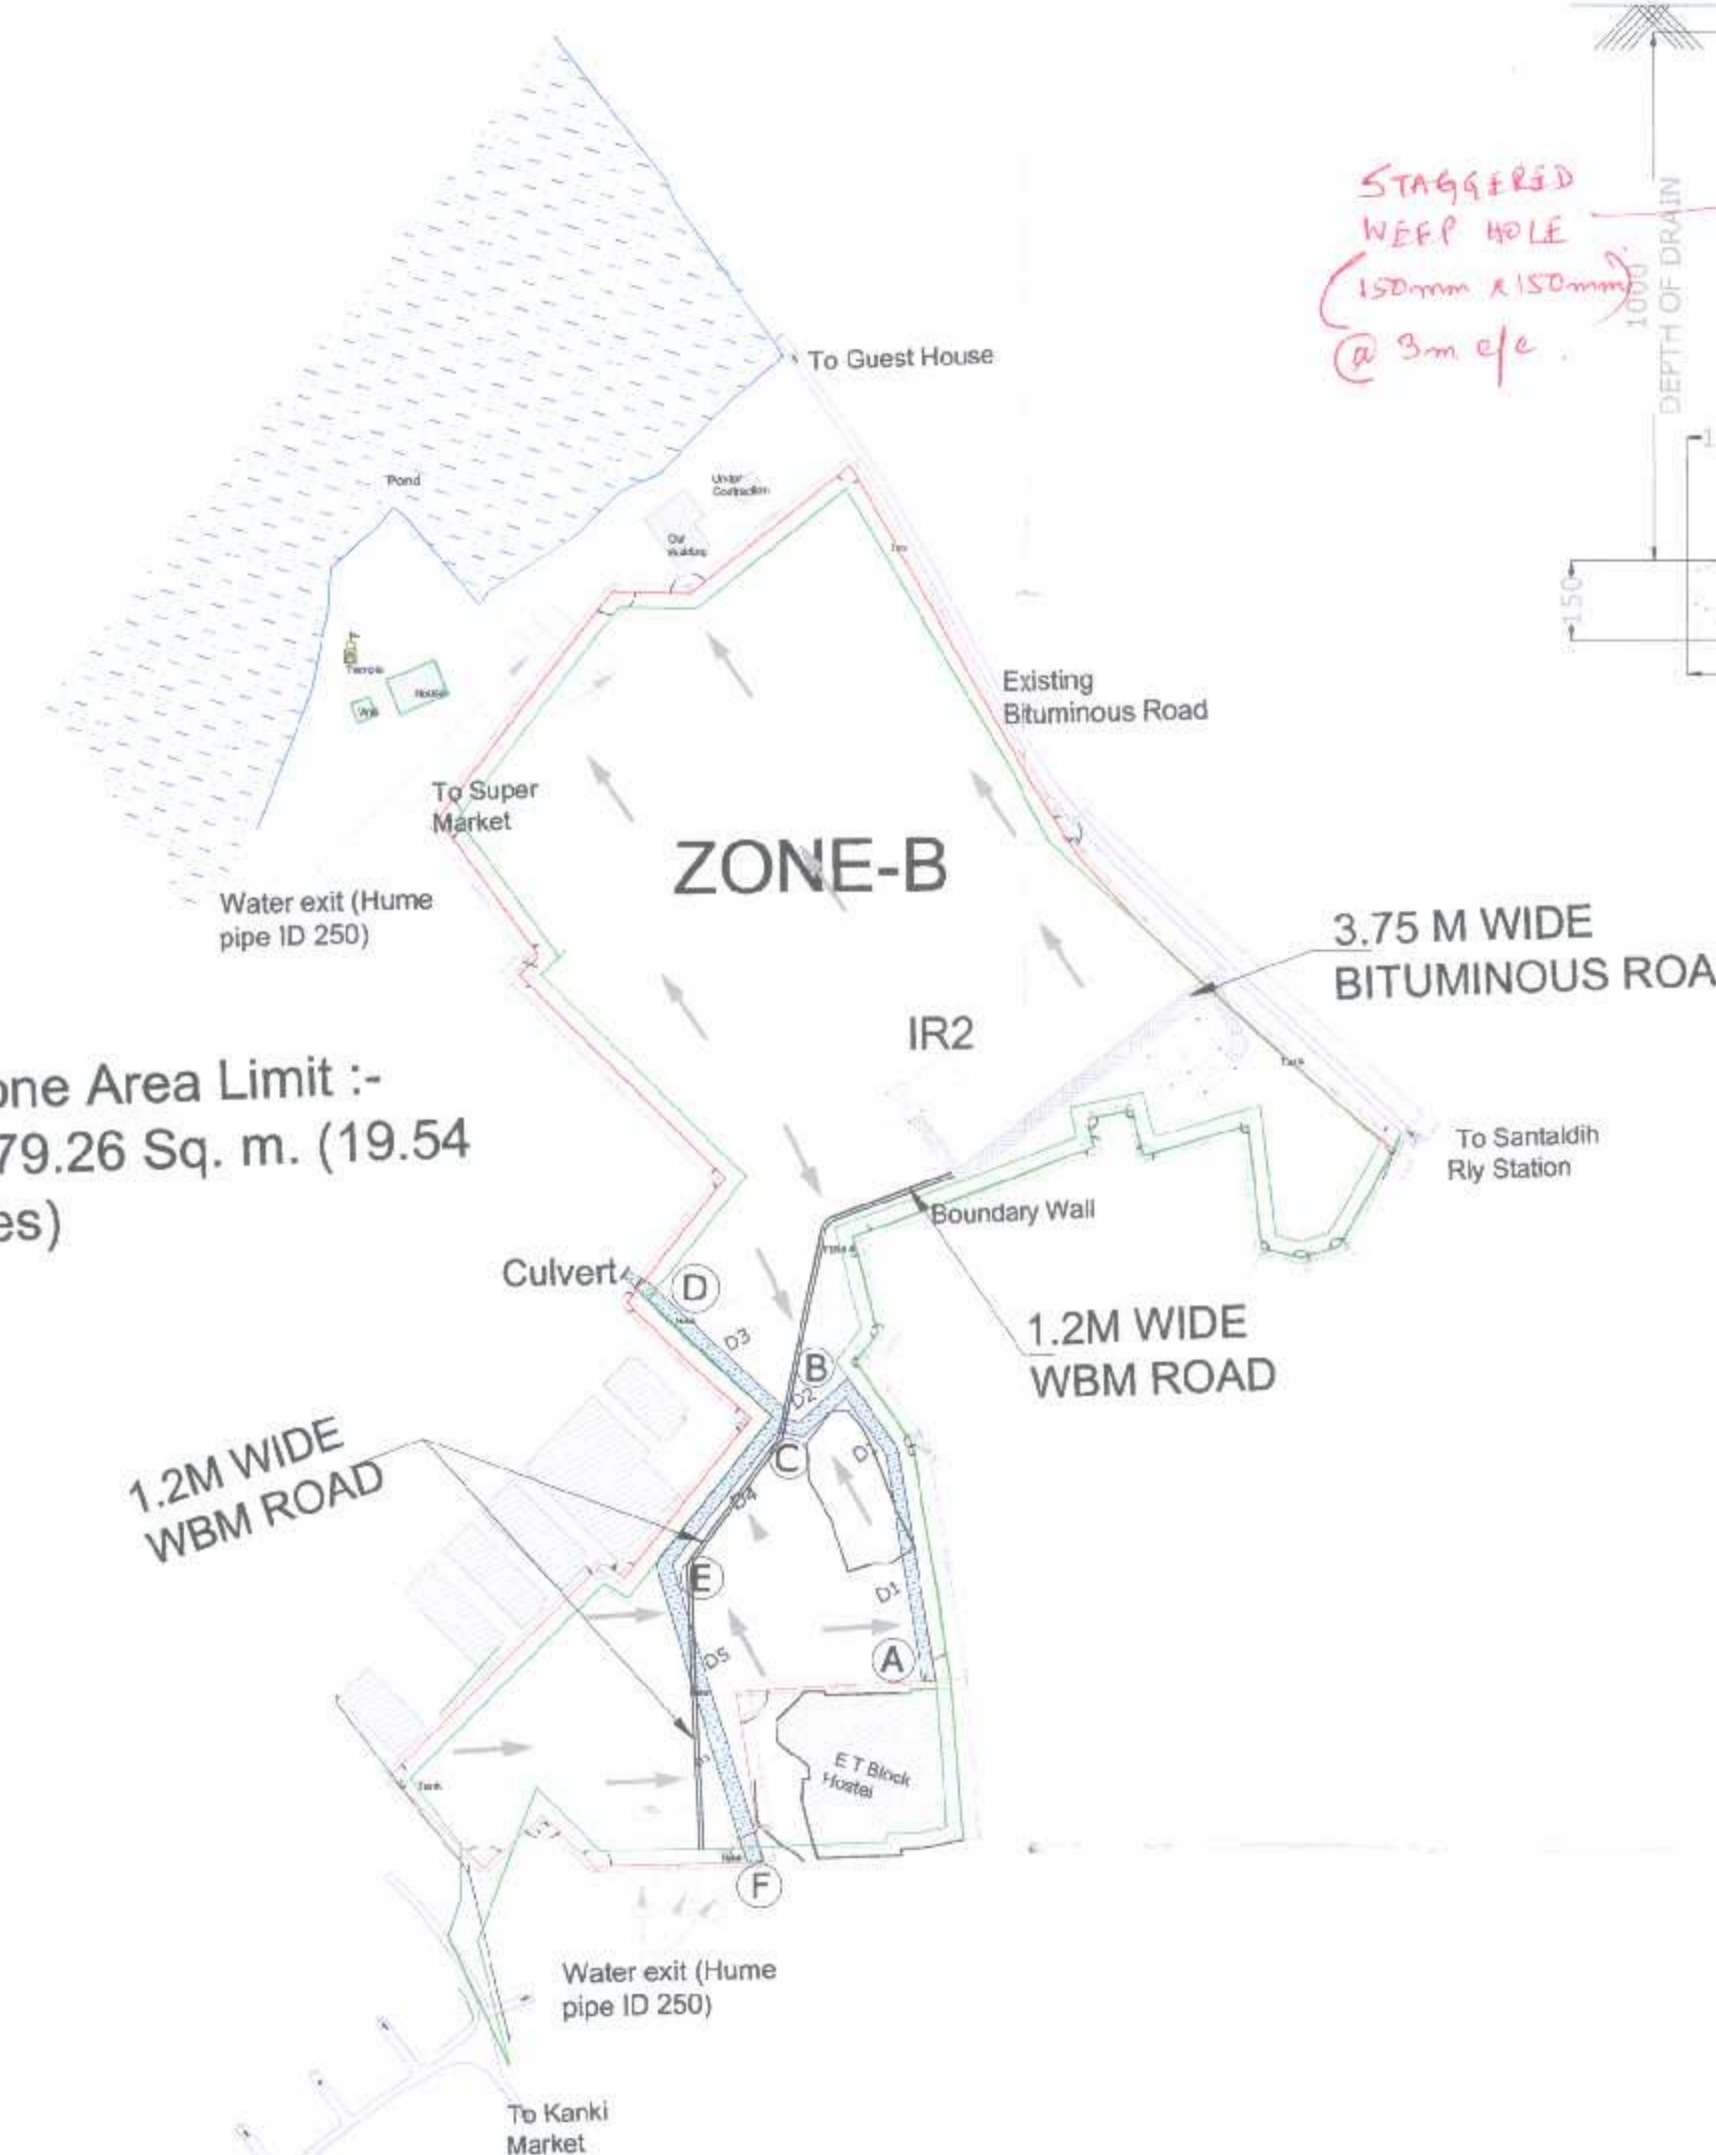 STAGGERED
WEEP HOLE
(150mm x 150mm)
@ 3m c/c.
1000
DEPTH OF DRAIN
150
To Guest House
Pond
Under
Our
Building
House
Existing
Bituminous Road
To Super
Market
ZONE-B
Water exit (Hume
pipe ID 250)
3.75 M WIDE
BITUMINOUS ROA
IR2
one Area Limit :-
79.26 Sq. m. (19.54
es)
To Santaldih
Rly Station
Boundary Wall
Culvert
D
D3
1.2M WIDE
WBM ROAD
B
D2
C
D4
1.2M WIDE
WBM ROAD
E
D1
D5
A
E T Block
Hostel
Tank
F
Water exit (Hume
pipe ID 250)
To Kanki
Market